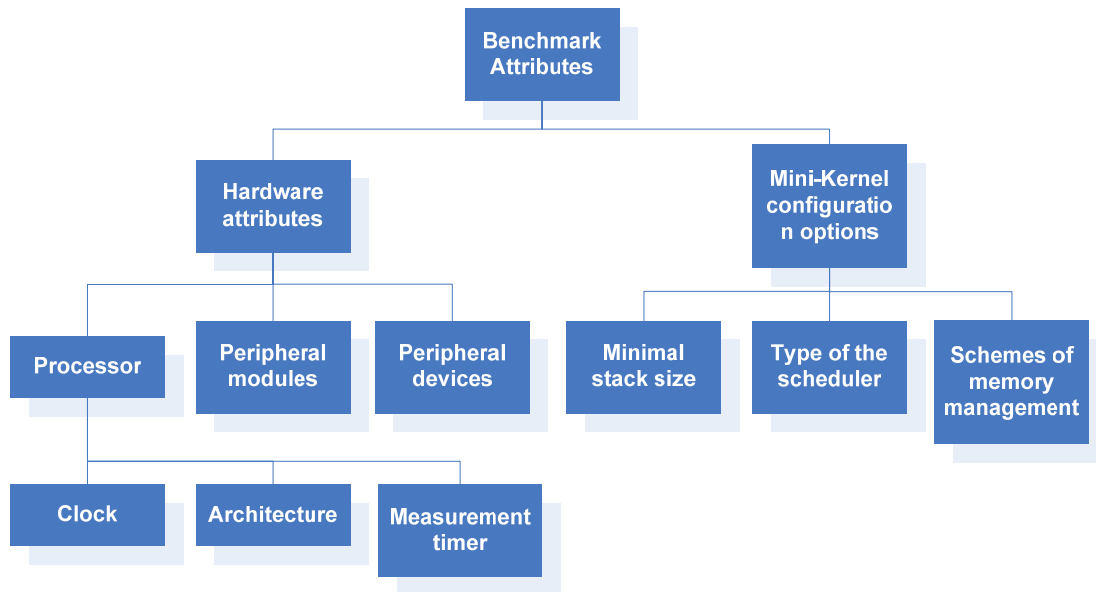 Benchmark
Attributes
Hardware
attributes
Mini-Kernel
configuratio
n options
Processor
Peripheral
modules
Peripheral
devices
Minimal
stack size
Type of the
scheduler
Schemes of
memory
management
Clock
Architecture
Measurement
timer